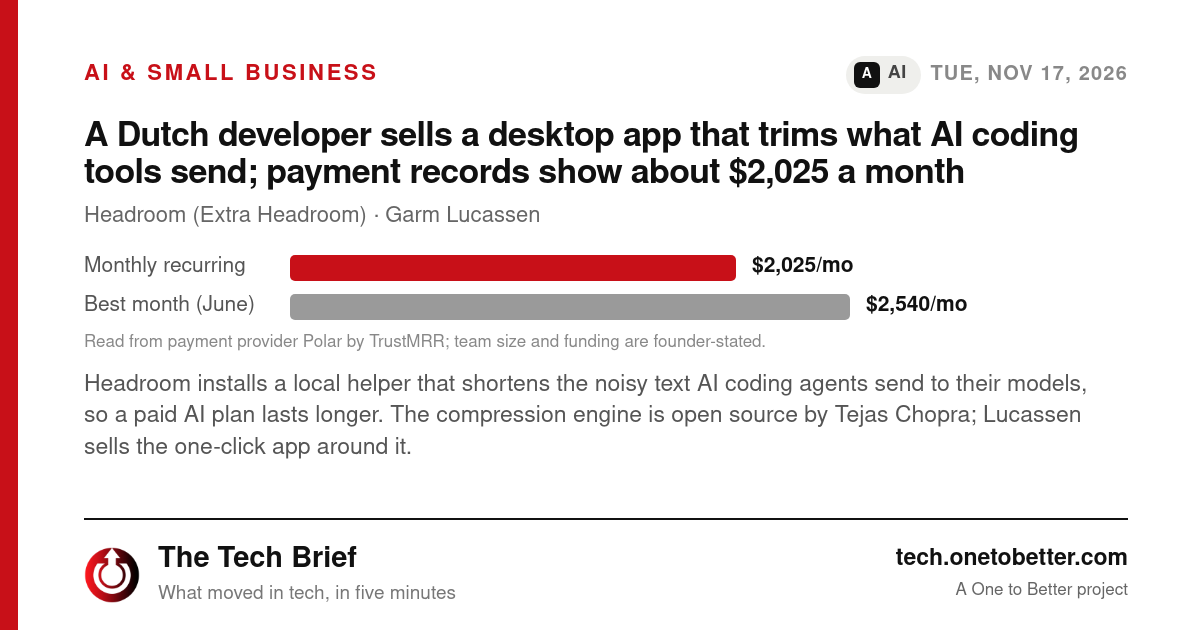 AI & SMALL BUSINESS
A AI TUE, NOV 17, 2026
A Dutch developer sells a desktop app that trims what AI coding
tools send; payment records show about $2,025 a month
Headroom (Extra Headroom) · Garm Lucassen
Monthly recurring $2,025/mo
Best month (June) $2,540/mo
Read from payment provider Polar by TrustMRR; team size and funding are founder-stated.
Headroom installs a local helper that shortens the noisy text AI coding agents send to their models,
so a paid AI plan lasts longer. The compression engine is open source by Tejas Chopra; Lucassen
sells the one-click app around it.
The Tech Brief
What moved in tech, in five minutes
tech.onetobetter.com
A One to Better project